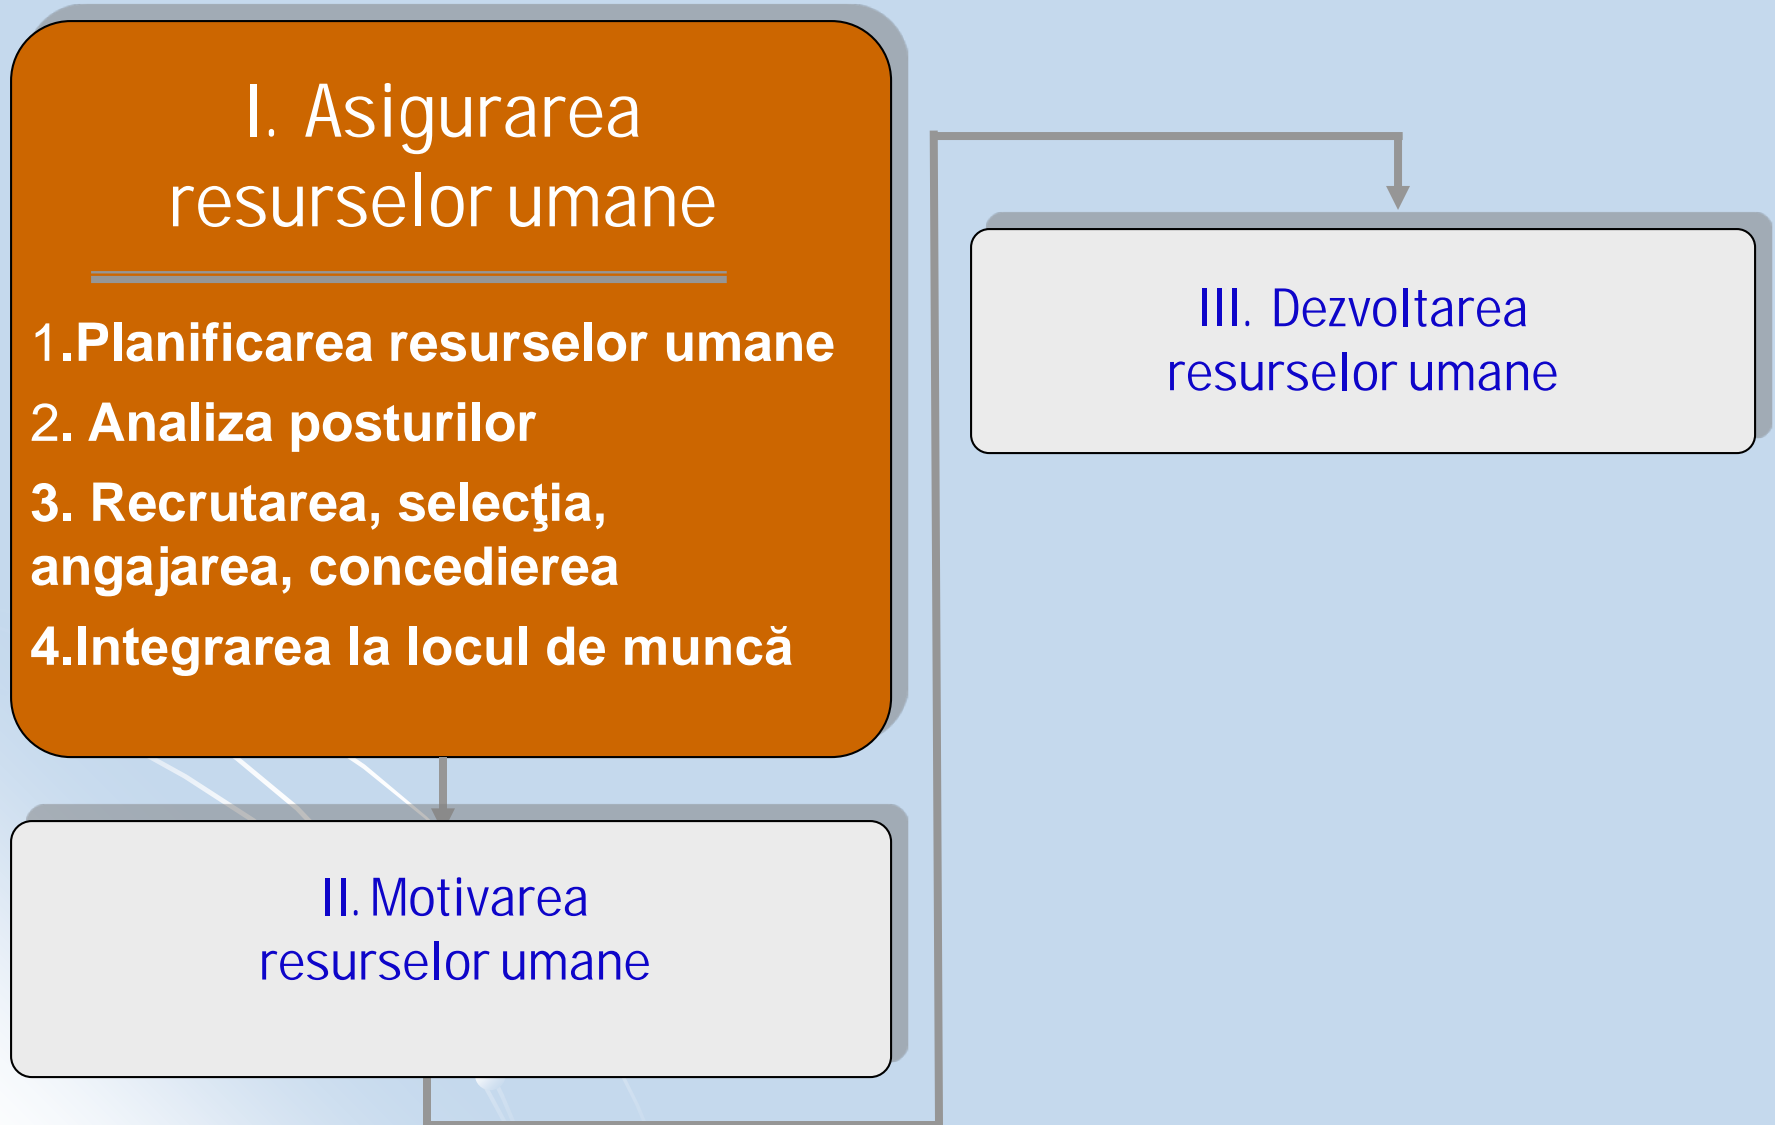 I. Asigurarea
resurselor umane
1.Planificarea resurselor umane
2. Analiza posturilor
3. Recrutarea, selecţia,
angajarea, concedierea
4.Integrarea la locul de muncă
II. Motivarea
resurselor umane
III. Dezvoltarea
resurselor umane